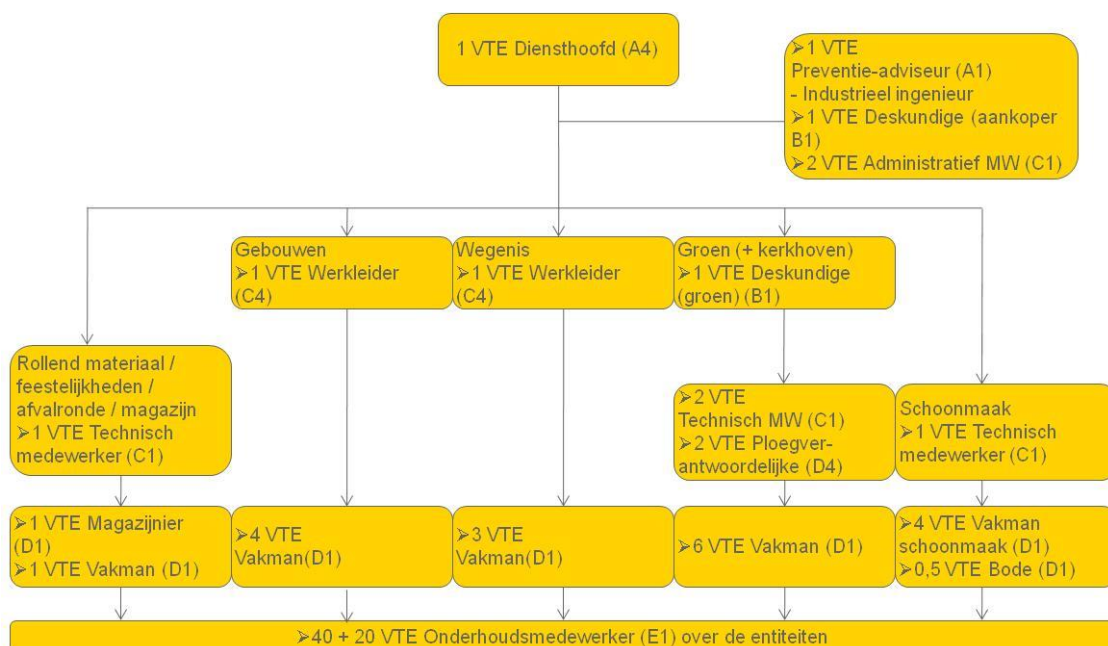 1 VTE Diensthoofd (A4)
➢1 VTE
Preventie-adviseur (A1)
- Industrieel ingenieur
➢1 VTE Deskundige (aankoper
B1)
➢2 VTE Administratief MW (C1)
Gebouwen
➢1 VTE Werkleider
(C4)
Wegenis
➢1 VTE Werkleider
(C4)
Groen (+ kerkhoven)
➢1 VTE Deskundige
(groen) (B1)
Rollend materiaal /
feestelijkheden /
afvalronde / magazijn
➢1 VTE Technisch
medewerker (C1)
➢2 VTE
Technisch MW (C1)
➢2 VTE Ploegver-
antwoordelijke (D4)
Schoonmaak
➢1 VTE Technisch
medewerker (C1)
➢1 VTE Magazijnier
(D1)
➢1 VTE Vakman (D1)
➢4 VTE
Vakman(D1)
➢3 VTE
Vakman(D1)
➢6 VTE Vakman (D1)
➢4 VTE Vakman
schoonmaak (D1)
➢0,5 VTE Bode (D1)
➢40 + 20 VTE Onderhoudsmedewerker (E1) over de entiteiten